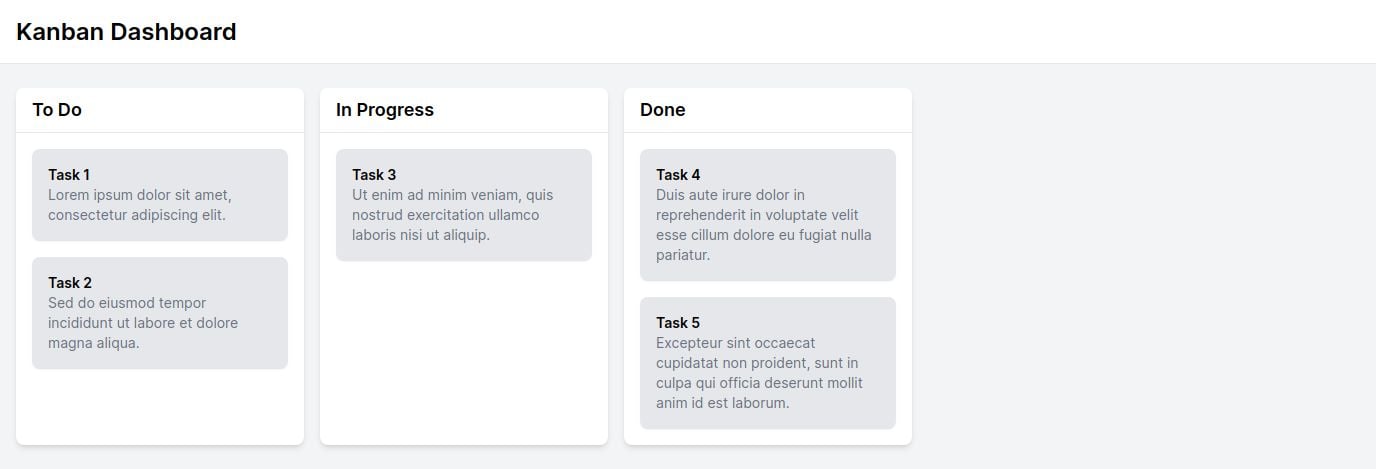 Kanban Dashboard
To Do
Task 1
Lorem ipsum dolor sit amet,
consectetur adipiscing elit.
Task 2
Sed do eiusmod tempor
incididunt ut labore et dolore
magna aliqua.
In Progress
Task 3
Ut enim ad minim veniam, quis
nostrud exercitation ullamco
laboris nisi ut aliquip.
Done
Task 4
Duis aute irure dolor in
reprehenderit in voluptate velit
esse cillum dolore eu fugiat nulla
pariatur.
Task 5
Excepteur sint occaecat
cupidatat non proident, sunt in
culpa qui officia deserunt mollit
anim id est laborum.